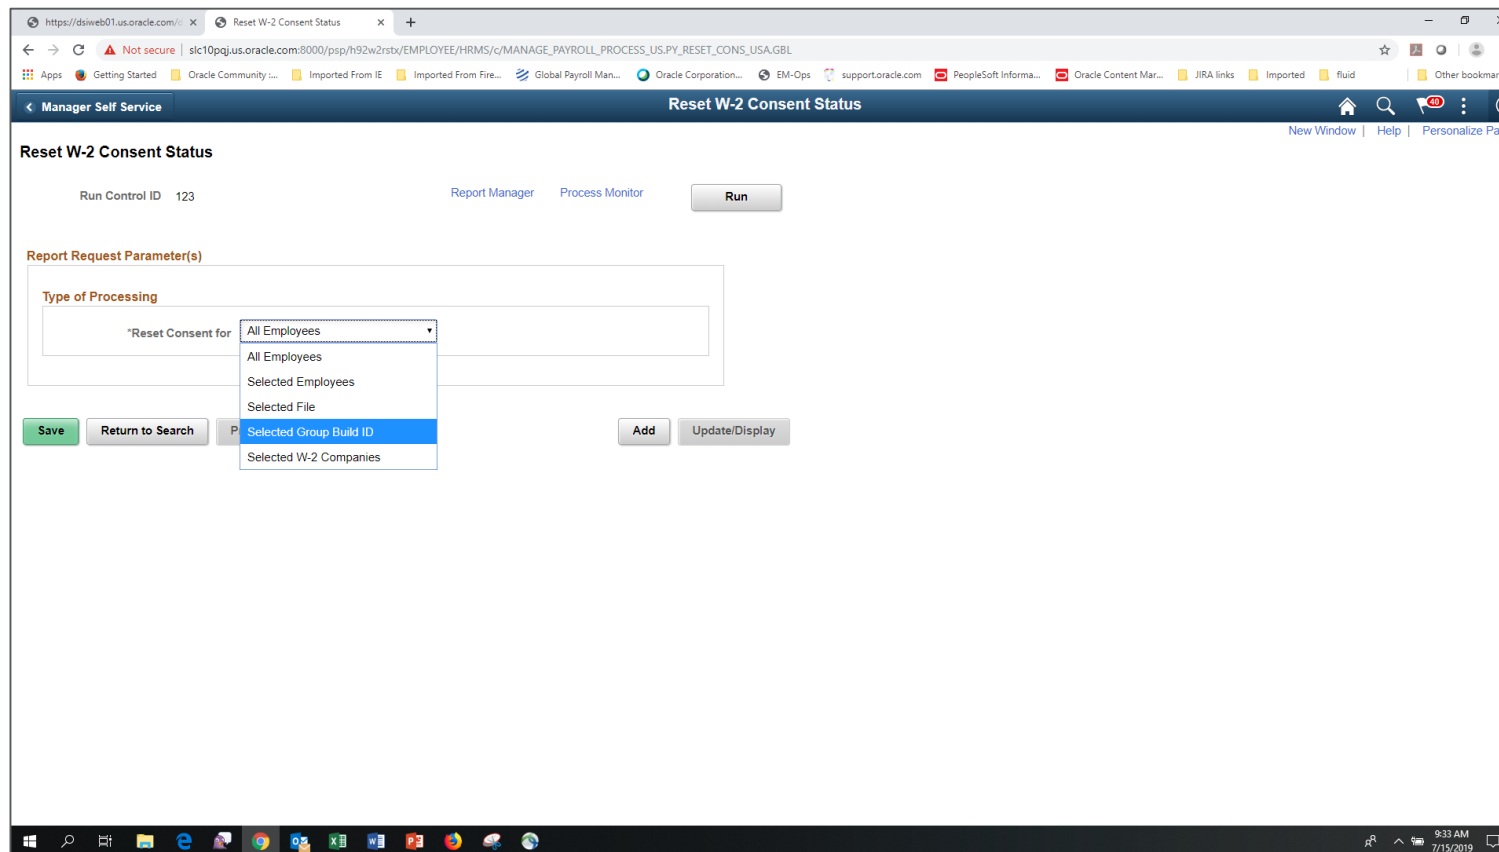 https://dsiweb01.us.oracle.com/
Reset W-2 Consent Status
Not secure | slc10pqj.us.oracle.com:8000/psp/h92w2rstx/EMPLOYEE/HRMS/c/MANAGE_PAYROLL_PROCESS_US.PY_RESET_CONS_USA.GBL
Apps Getting Started Oracle Community :... Imported From IE Imported From Fire... Global Payroll Man... Oracle Corporation... EM-Ops support.oracle.com PeopleSoft Informa... Oracle Content Mar... JIRA links Imported fluid Other bookmar
Manager Self Service Reset W-2 Consent Status 40
New Window | Help | Personalize Pa
Reset W-2 Consent Status
Run Control ID 123 Report Manager Process Monitor Run
Report Request Parameter(s)
Type of Processing
*Reset Consent for All Employees
All Employees
Selected Employees
Selected File
Selected Group Build ID
Selected W-2 Companies
Save Return to Search P Add Update/Display
9:33 AM
7/15/2019